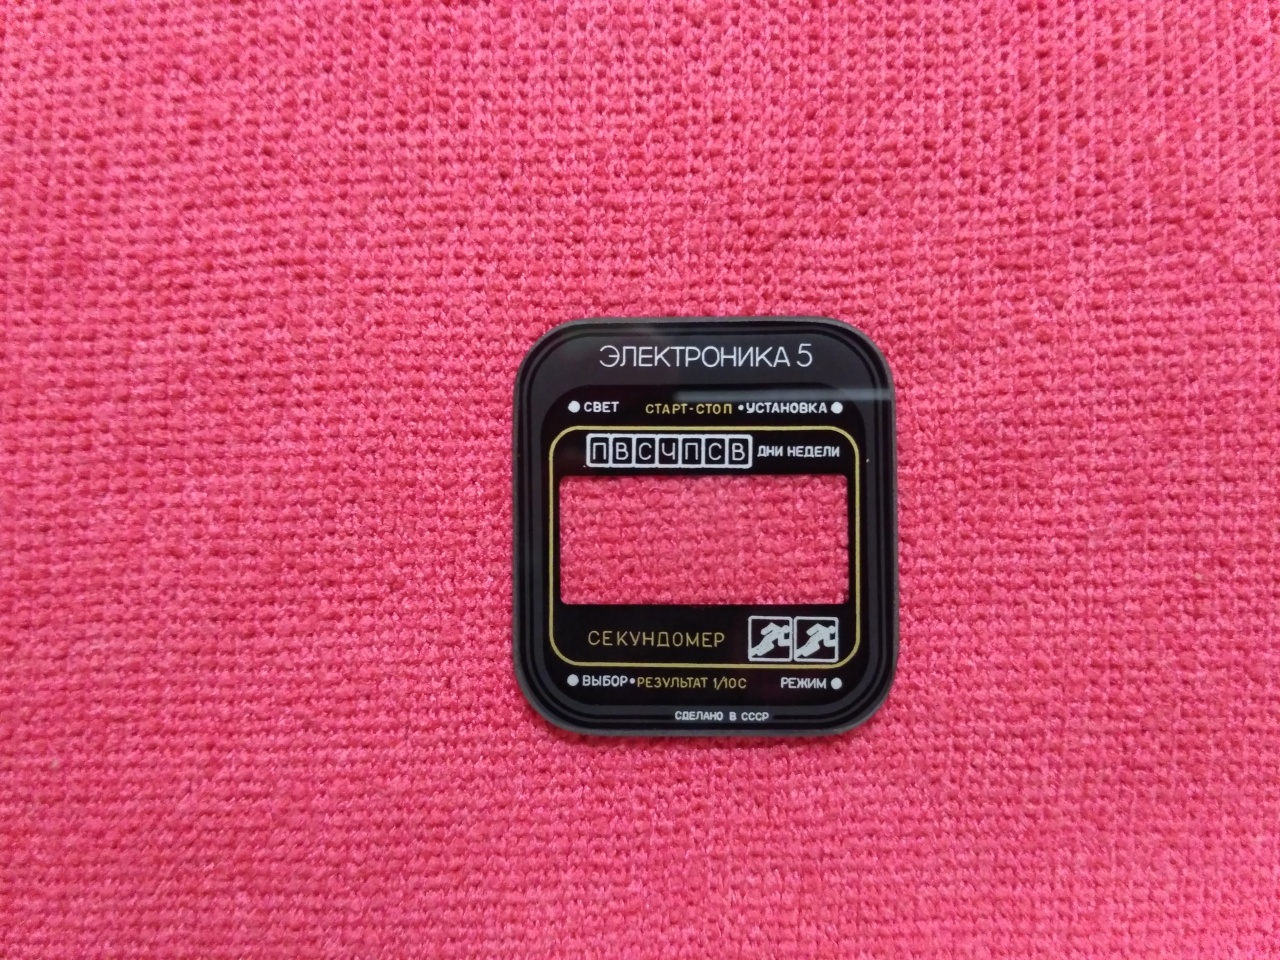 ЭЛЕКТРОНИКА 5
СВЕТ СТАРТ-СТОП •УСТАНОВКА
ПВСЧПСВ ДНИ НЕДЕЛИ
СЕКУНДОМЕР
ВЫБОР•РЕЗУЛЬТАТ 1/10С РЕЖИМ
СДЕЛАНО В СССР